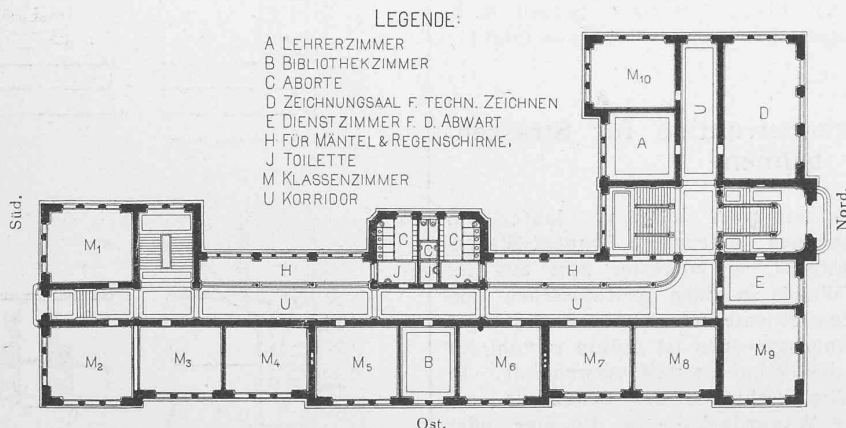 LEGENDE:
A LEHRERZIMMER
B BIBLIOTHEKZIMMER
C ABORTE
D ZEICHNUNGSAAL F. TECHN. ZEICHNEN
E DIENSTZIMMER F. D. ABWART
H FÜR MÄNTEL & REGENSCHIRME.
J TOILETTE
M KLASSENZIMMER
U KORRIDOR
M10
U
D
A
Süd.
Nord.
M1
C
C
C
H
J
J
J
H
E
U
U
M2
M3
M4
M5
B
M6
M7
M8
M9
Ost.